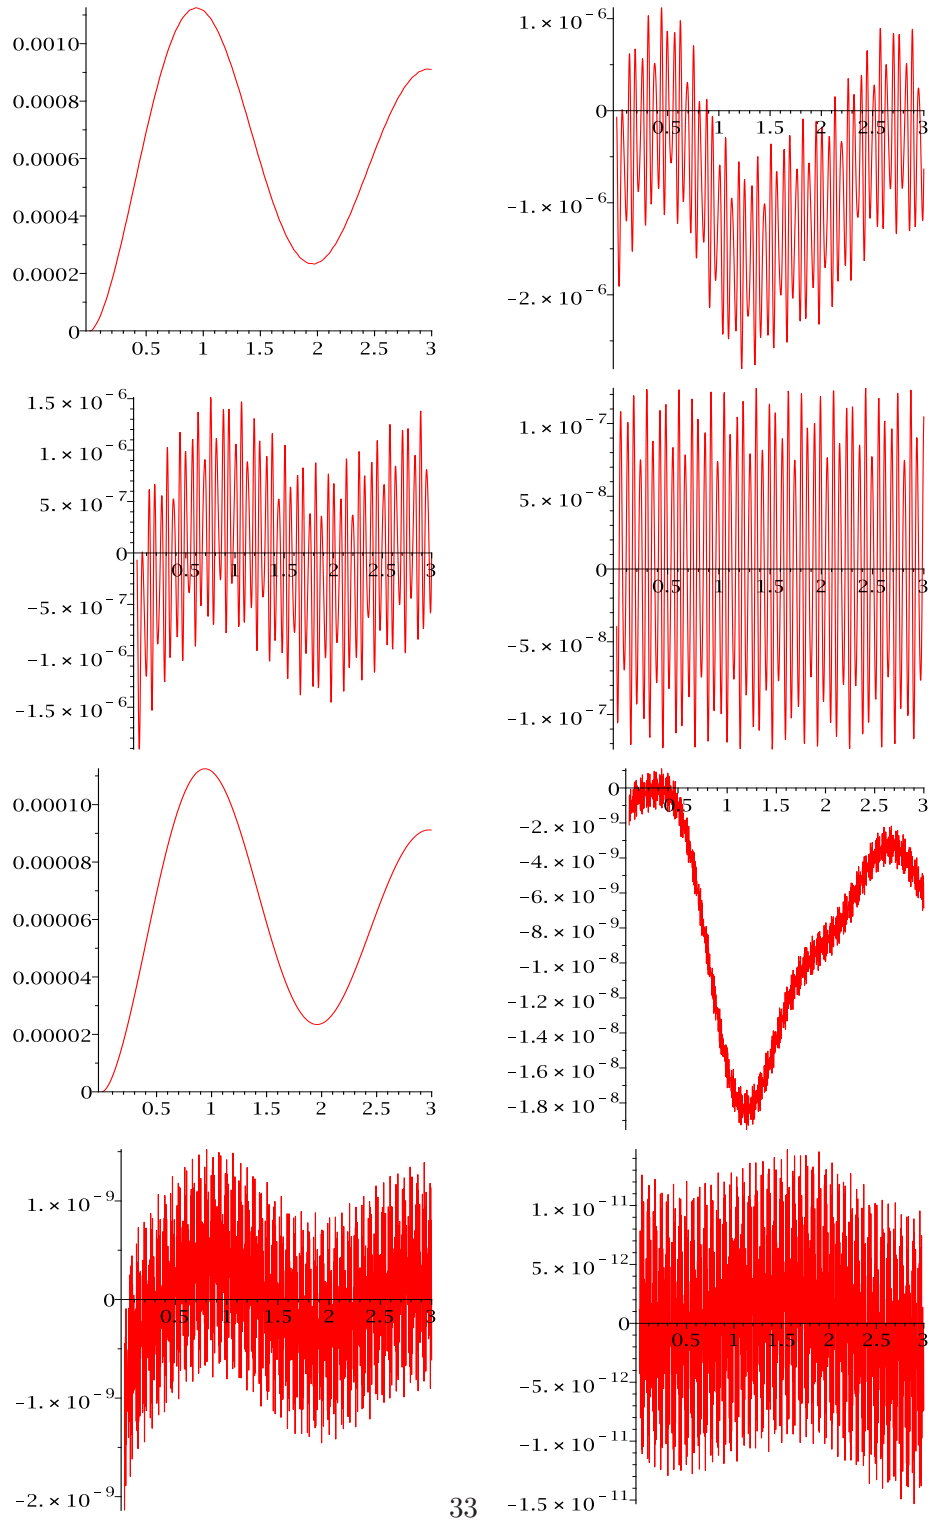 0.0010
0.0008
0.0006
0.0004
0.0002
0
0.5 1 1.5 2 2.5 3
1. × 10⁻⁶
0
0.5 1 1.5 2 2.5 3
-1. × 10⁻⁶
-2. × 10⁻⁶
1.5 × 10⁻⁶
1. × 10⁻⁶
5. × 10⁻⁷
0
0.5 1 1.5 2 2.5 3
-5. × 10⁻⁷
-1. × 10⁻⁶
-1.5 × 10⁻⁶
1. × 10⁻⁷
5. × 10⁻⁸
0
0.5 1 1.5 2 2.5 3
-5. × 10⁻⁸
-1. × 10⁻⁷
0.00010
0.00008
0.00006
0.00004
0.00002
0
0.5 1 1.5 2 2.5 3
0
0.5 1 1.5 2 2.5 3
-2. × 10⁻⁹
-4. × 10⁻⁹
-6. × 10⁻⁹
-8. × 10⁻⁹
-1. × 10⁻⁸
-1.2 × 10⁻⁸
-1.4 × 10⁻⁸
-1.6 × 10⁻⁸
-1.8 × 10⁻⁸
1. × 10⁻⁹
0
0.5 1 1.5 2 2.5 3
-1. × 10⁻⁹
-2. × 10⁻⁹
1. × 10⁻¹¹
5. × 10⁻¹²
0
0.5 1 1.5 2 2.5 3
-5. × 10⁻¹²
-1. × 10⁻¹¹
-1.5 × 10⁻¹¹
33